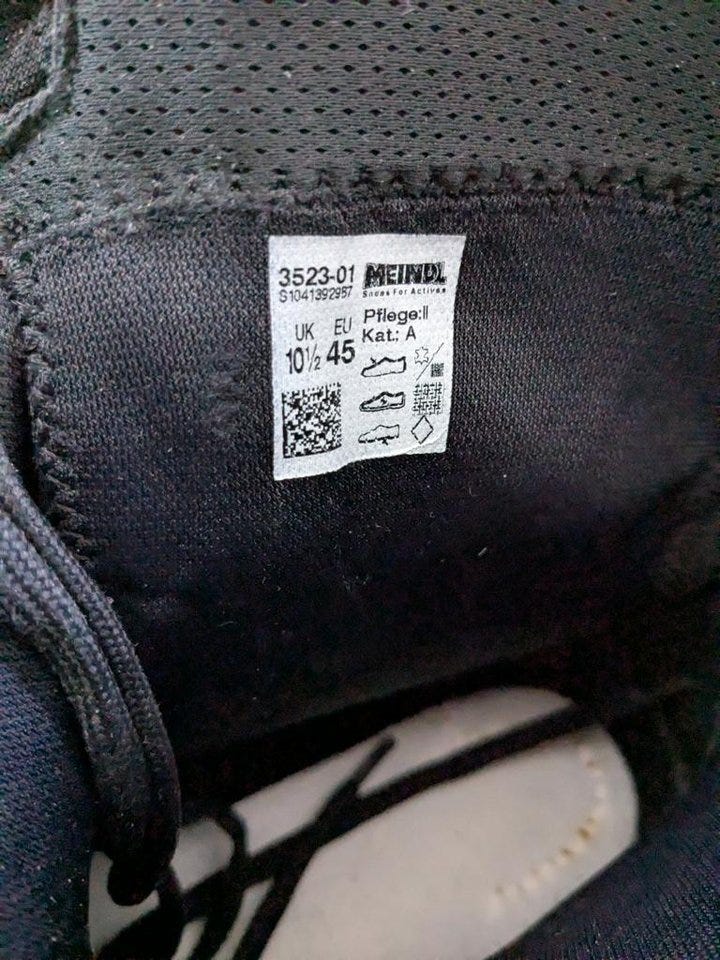 3523-01 MEINDL
S1041392957 Shoes For Actives
UK EU Pflege:II
10½ 45 Kat.: A